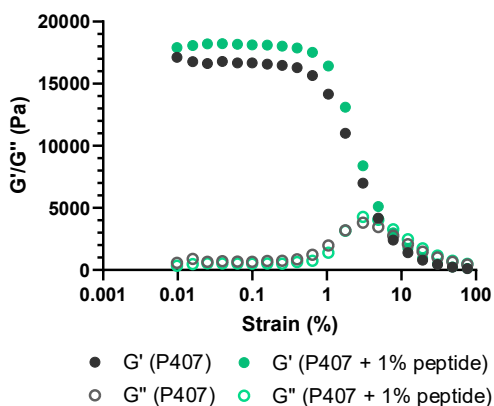 20000
15000
10000
5000
0
G'/G" (Pa)
0.001 0.01 0.1 1 10 100
Strain (%)
G' (P407) G' (P407 + 1% peptide)
G" (P407) G" (P407 + 1% peptide)